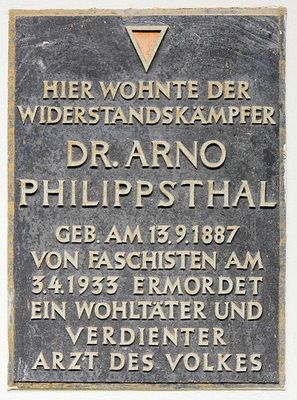 HIER WOHNTE DER
WIDERSTANDSKÄMPFER
DR. ARNO
PHILIPPSTHAL
GEB. AM 13.9.1887
VON FASCHISTEN AM
3.4.1933 ERMORDET
EIN WOHLTÄTER UND
VERDIENTER
ARZT DES VOLKES